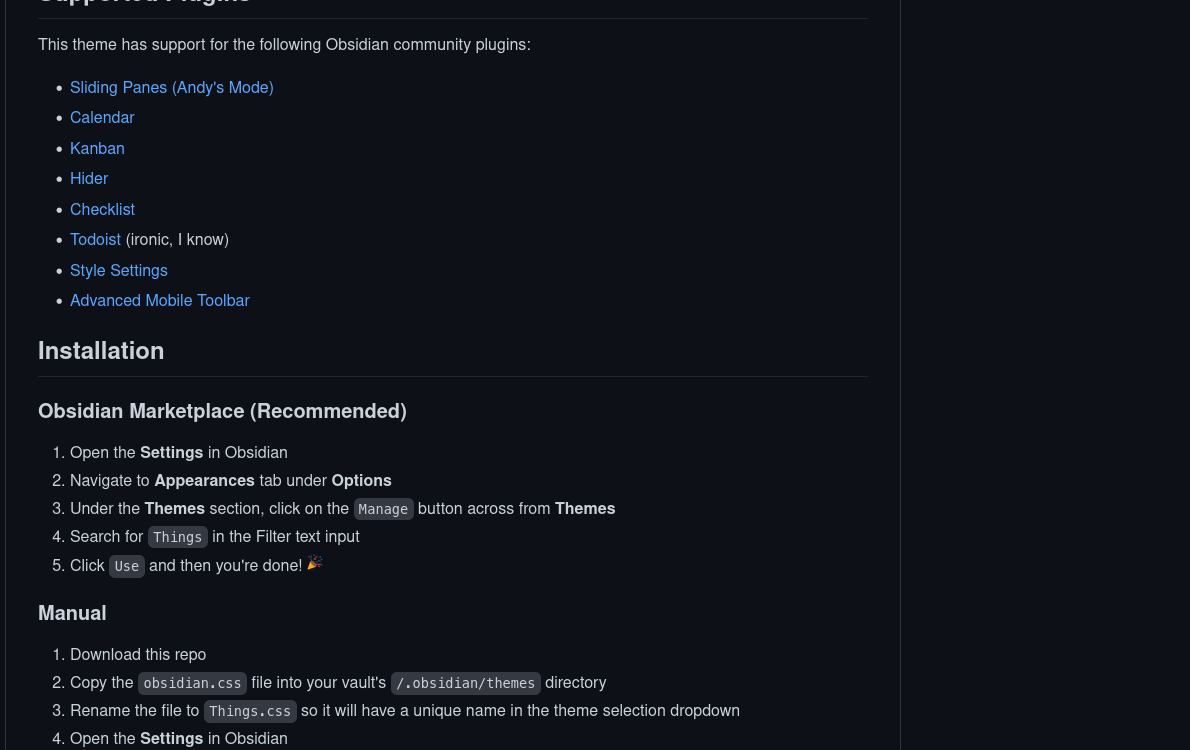 Supported Plugins
This theme has support for the following Obsidian community plugins:
• Sliding Panes (Andy's Mode)
• Calendar
• Kanban
• Hider
• Checklist
• Todoist (ironic, I know)
• Style Settings
• Advanced Mobile Toolbar
Installation
Obsidian Marketplace (Recommended)
1. Open the Settings in Obsidian
2. Navigate to Appearances tab under Options
3. Under the Themes section, click on the Manage button across from Themes
4. Search for Things in the Filter text input
5. Click Use and then you're done! 🎉
Manual
1. Download this repo
2. Copy the obsidian.css file into your vault's /.obsidian/themes directory
3. Rename the file to Things.css so it will have a unique name in the theme selection dropdown
4. Open the Settings in Obsidian